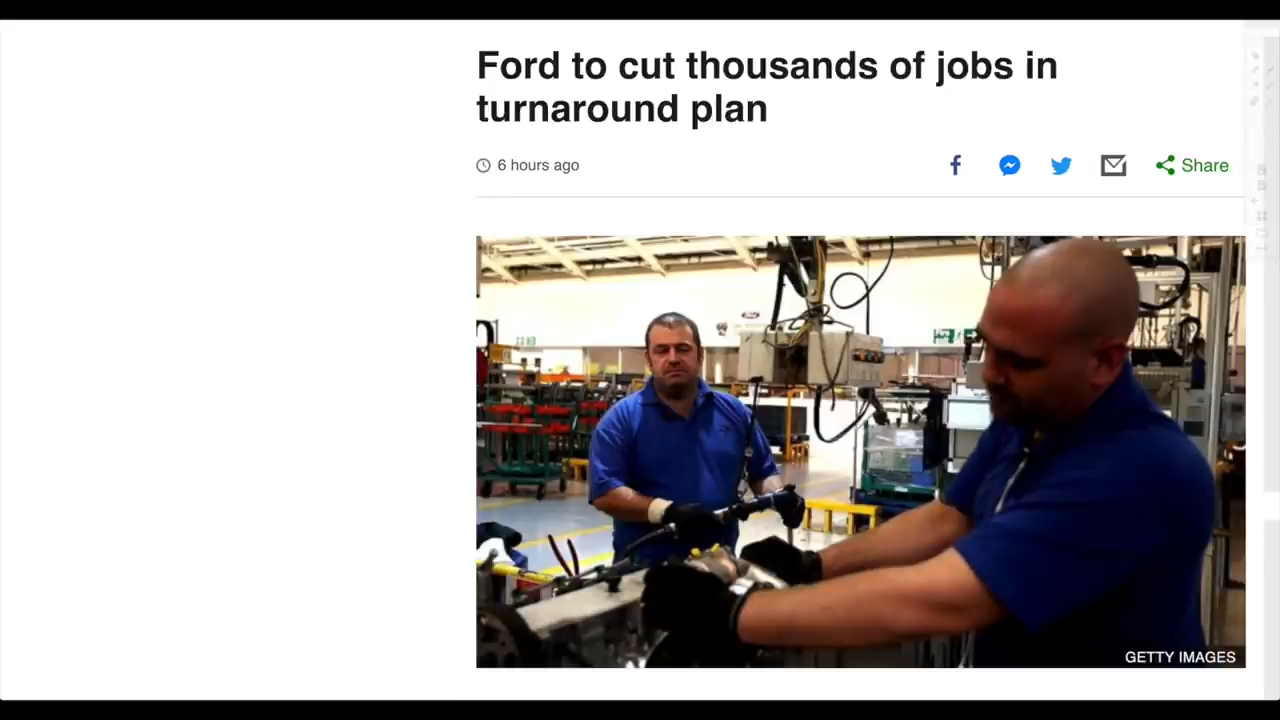 Ford to cut thousands of jobs in
turnaround plan
6 hours ago
Share
GETTY IMAGES